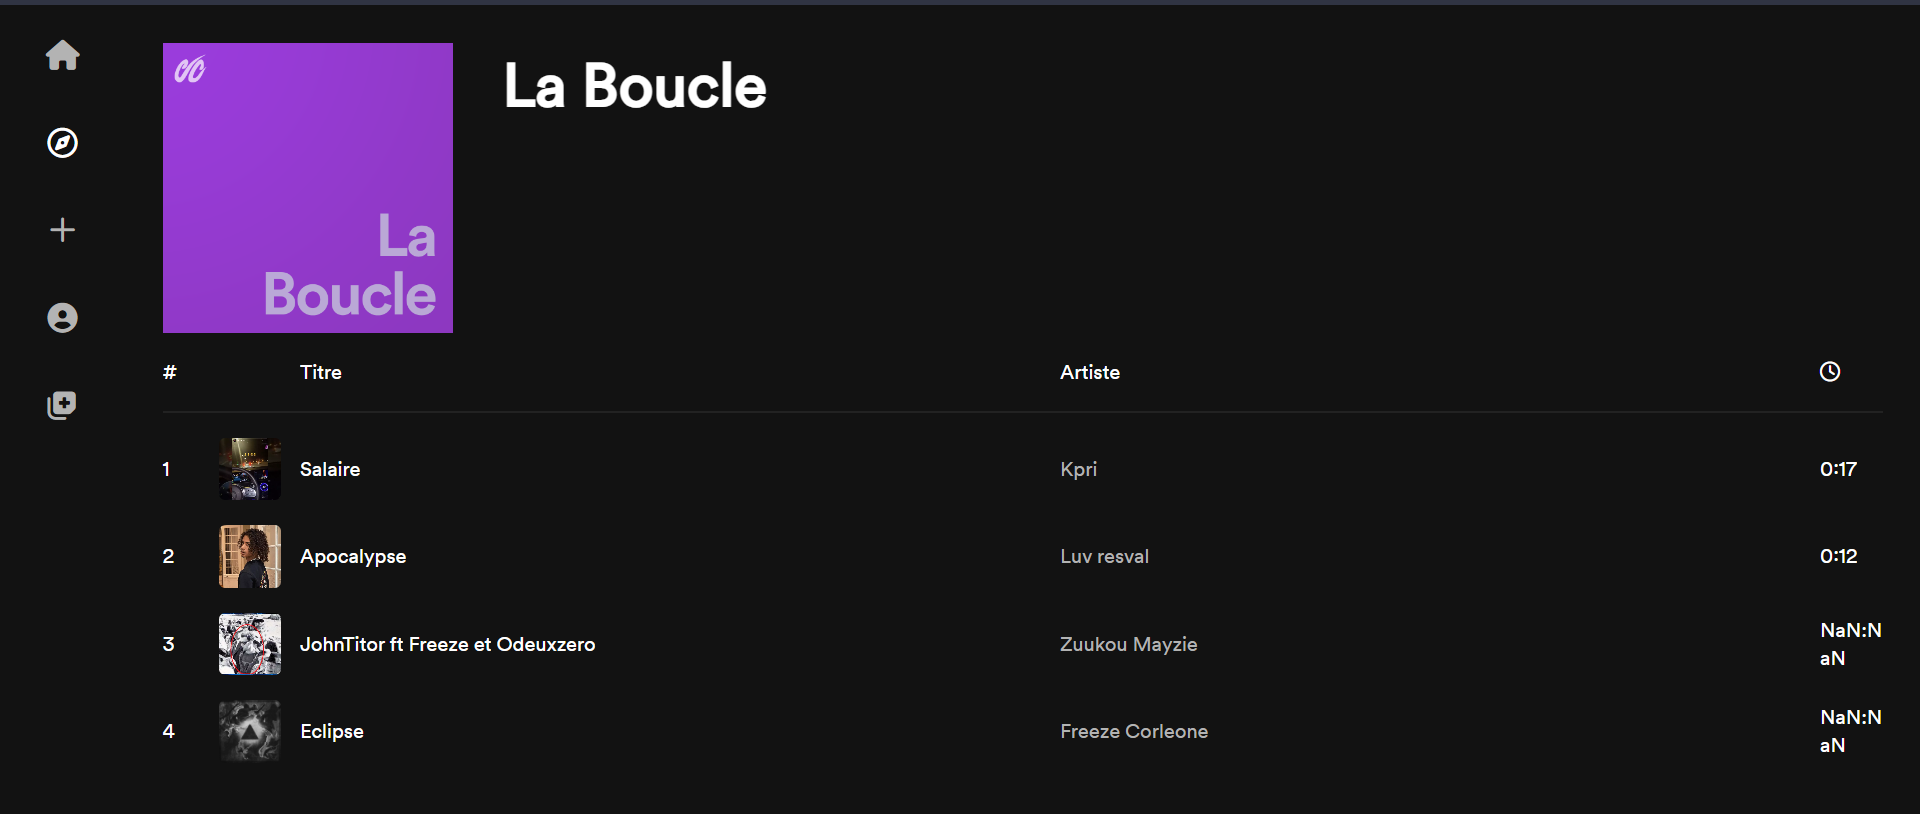 La Boucle
La
Boucle
# Titre Artiste
1 Salaire Kpri 0:17
2 Apocalypse Luv resval 0:12
3 JohnTitor ft Freeze et Odeuxzero Zuukou Mayzie NaN:N
aN
4 Eclipse Freeze Corleone NaN:N
aN